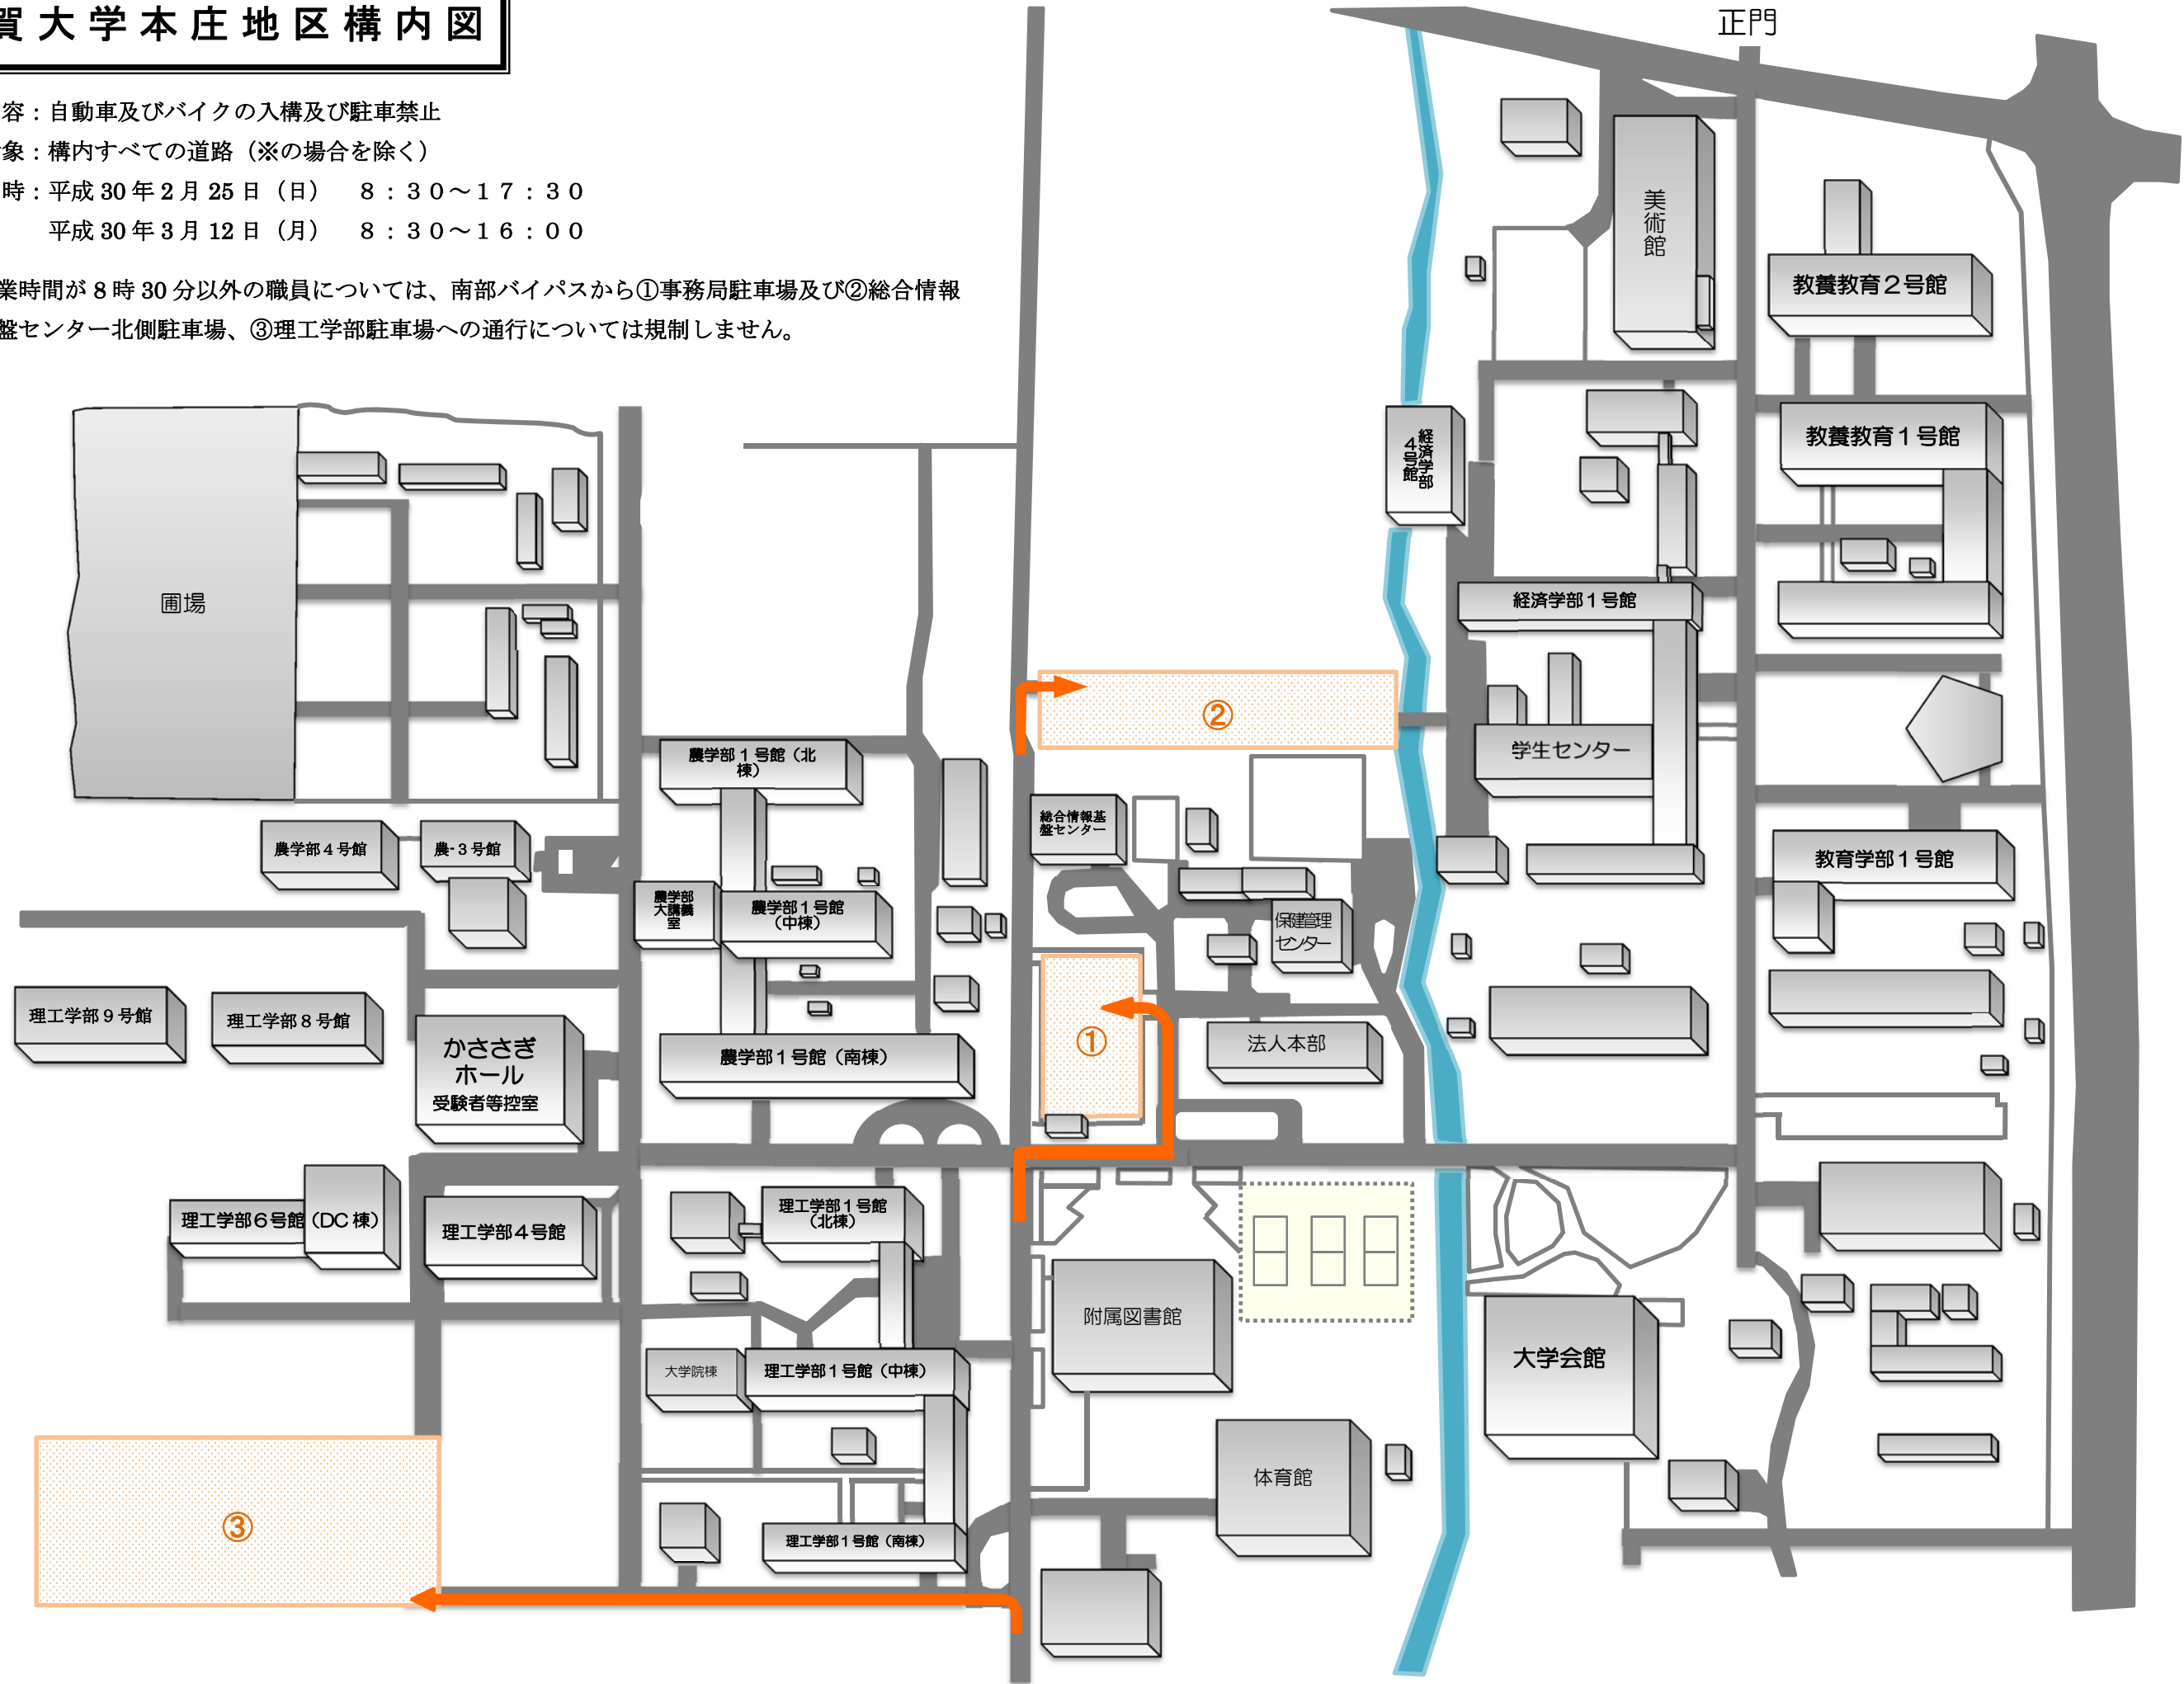 賀大学本庄地区構内図
正門
容：自動車及びバイクの入構及び駐車禁止
象：構内すべての道路（※の場合を除く）
時：平成 30 年 2 月 25 日（日）　８：３０～１７：３０
平成 30 年 3 月 12 日（月）　８：３０～１６：００
業時間が 8 時 30 分以外の職員については、南部バイパスから①事務局駐車場及び②総合情報
盤センター北側駐車場、③理工学部駐車場への通行については規制しません。
美術館
教養教育２号館
経済学部
４号館
教養教育１号館
圃場
経済学部１号館
②
農学部１号館（北
棟）
学生センター
総合情報基
盤センター
農学部４号館
農-３号館
教育学部１号館
農学部
大講義
室
農学部１号館
（中棟）
保健管理
センター
理工学部９号館
理工学部８号館
かささぎ
ホール
受験者等控室
農学部１号館（南棟）
①
法人本部
理工学部６号館（DC 棟）
理工学部４号館
理工学部１号館
（北棟）
附属図書館
大学院棟
理工学部１号館（中棟）
大学会館
体育館
③
理工学部１号館（南棟）